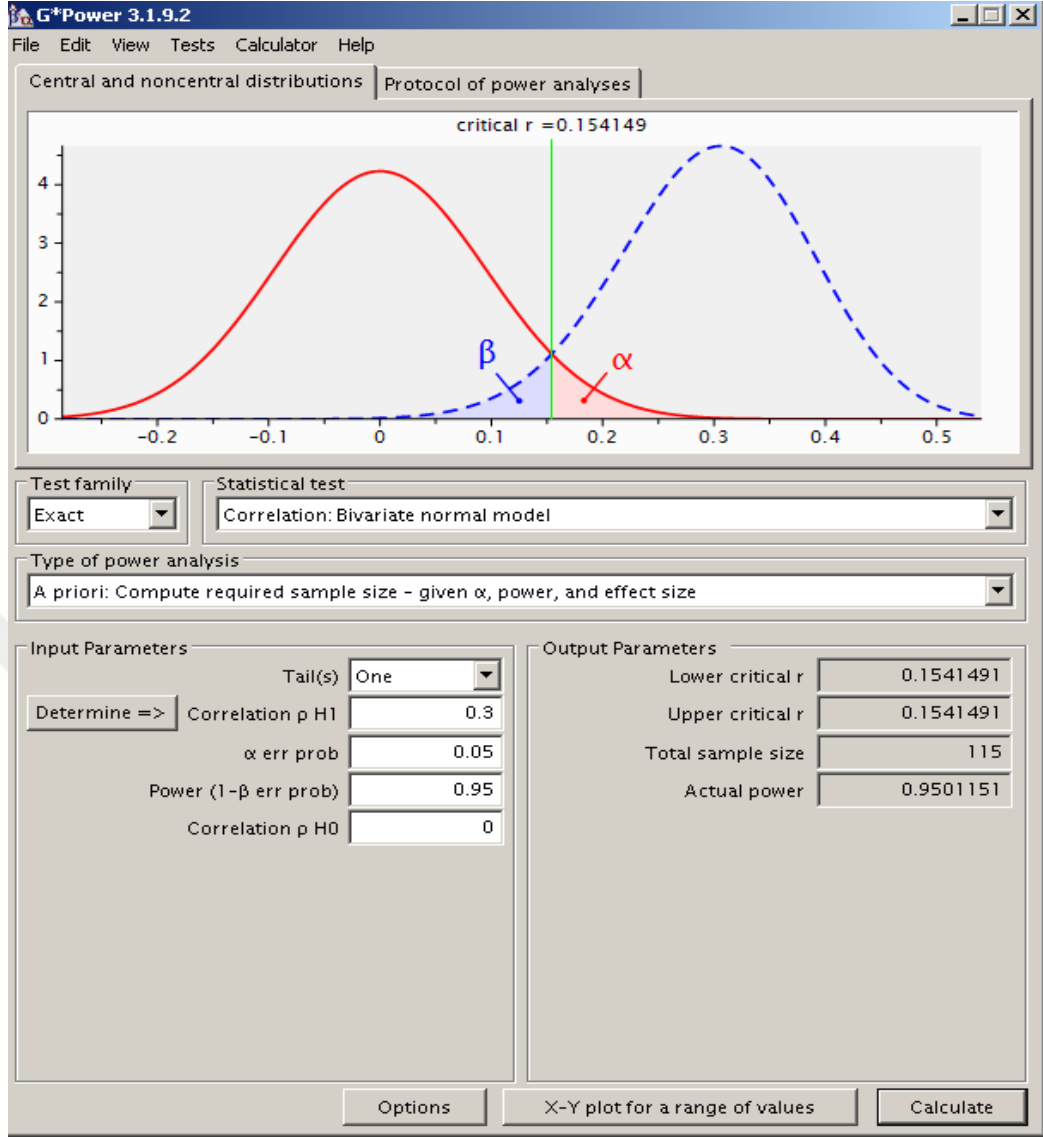 G*Power 3.1.9.2
File Edit View Tests Calculator Help
Central and noncentral distributions Protocol of power analyses
critical r =0.154149
4
3
2
1
0
β α
-0.2 -0.1 0 0.1 0.2 0.3 0.4 0.5
Test family Statistical test
Exact Correlation: Bivariate normal model
Type of power analysis
A priori: Compute required sample size – given α, power, and effect size
Input Parameters
Tail(s) One
Determine => Correlation ρ H1 0.3
α err prob 0.05
Power (1-β err prob) 0.95
Correlation ρ H0 0
Output Parameters
Lower critical r 0.1541491
Upper critical r 0.1541491
Total sample size 115
Actual power 0.9501151
Options X-Y plot for a range of values Calculate